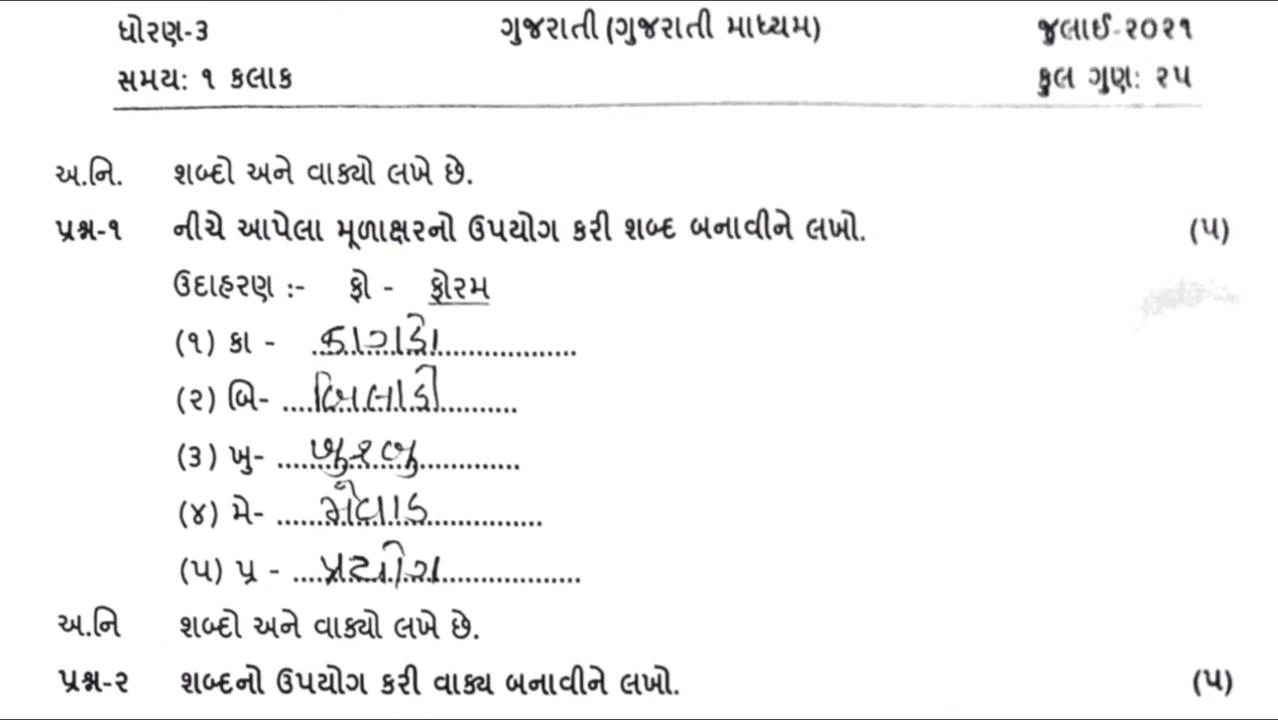 ધોરણ-૩ ગુજરાતી (ગુજરાતી માધ્યમ) જુલાઈ-૨૦૨૧
સમય: ૧ કલાક કુલ ગુણ: ૨૫
અ.નિ. શબ્દો અને વાક્યો લખે છે.
પ્રશ્ન-૧ નીચે આપેલા મૂળાક્ષરનો ઉપયોગ કરી શબ્દ બનાવીને લખો. (૫)
ઉદાહરણ :- ફો - ફોરમ
(૧) કા - કાગડો
(૨) બિ- બિલાડી
(૩) ખુ- ખુશ્બુ
(૪) મે- મેવાડ
(૫) પ્ર - પ્રયોગ
અ.નિ શબ્દો અને વાક્યો લખે છે.
પ્રશ્ન-૨ શબ્દનો ઉપયોગ કરી વાક્ય બનાવીને લખો. (૫)